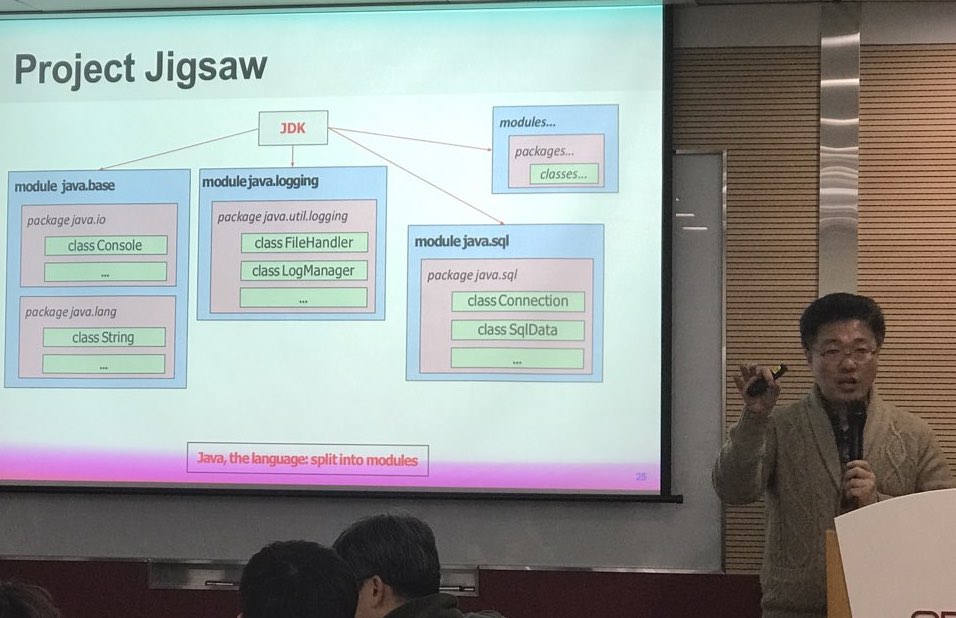 Project Jigsaw
JDK
modules...
packages...
classes...
module java.base
package java.io
class Console
...
package java.lang
class String
...
module java.logging
package java.util.logging
class FileHandler
class LogManager
...
module java.sql
package java.sql
class Connection
class SqlData
...
Java, the language: split into modules
25